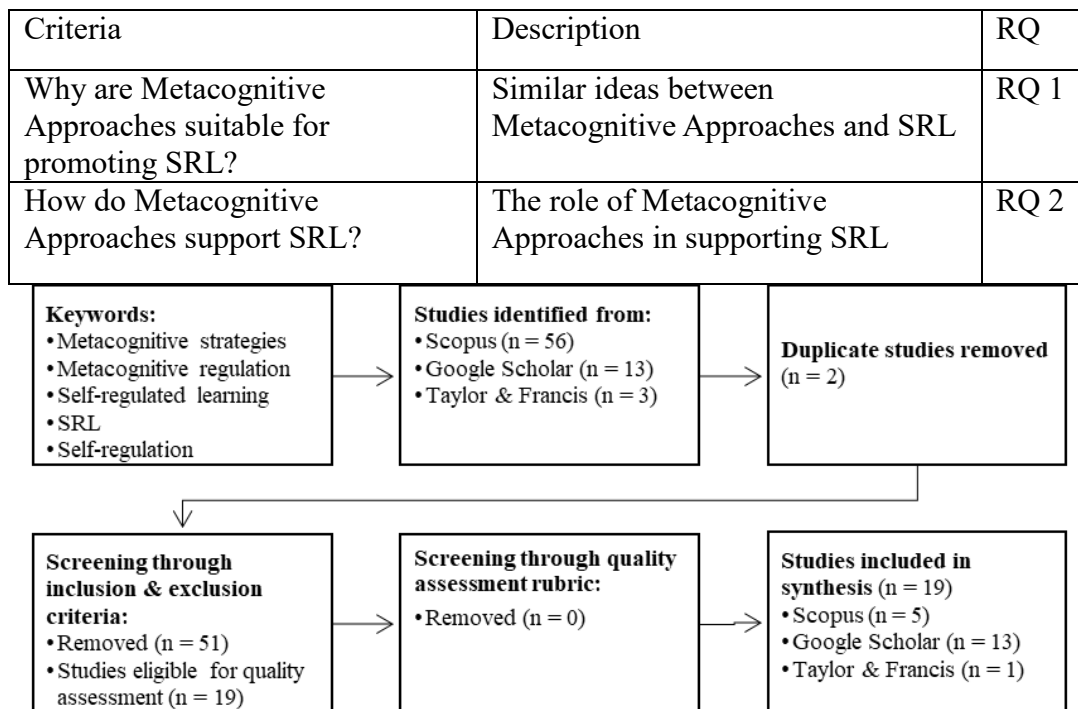 Criteria Description RQ
Why are Metacognitive Similar ideas between RQ 1
Approaches suitable for Metacognitive Approaches and SRL
promoting SRL?
How do Metacognitive The role of Metacognitive RQ 2
Approaches support SRL? Approaches in supporting SRL
Keywords:
• Metacognitive strategies
• Metacognitive regulation
• Self-regulated learning
• SRL
• Self-regulation
Studies identified from:
• Scopus (n = 56)
• Google Scholar (n = 13)
• Taylor & Francis (n = 3)
Duplicate studies removed
(n = 2)
Screening through
inclusion & exclusion
criteria:
• Removed (n = 51)
• Studies eligible for quality
assessment (n = 19)
Screening through quality
assessment rubric:
• Removed (n = 0)
Studies included in
synthesis (n = 19)
• Scopus (n = 5)
• Google Scholar (n = 13)
• Taylor & Francis (n = 1)